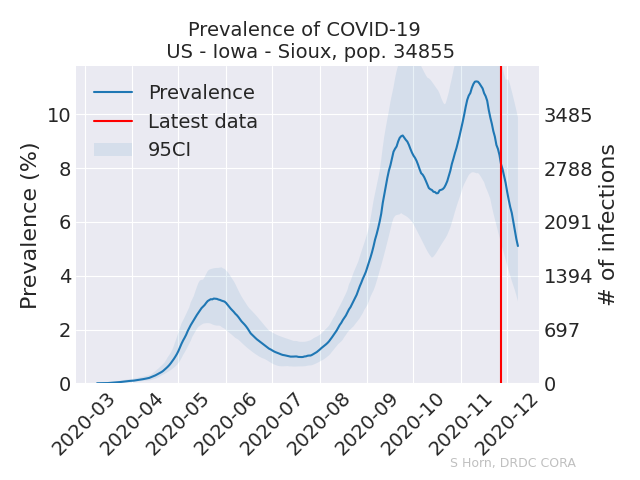 Prevalence of COVID-19
US - Iowa - Sioux, pop. 34855
Prevalence
Latest data
95CI
Prevalence (%)
10
8
6
4
2
0
3485
2788
2091
1394
697
0
# of infections
2020-03
2020-04
2020-05
2020-06
2020-07
2020-08
2020-09
2020-10
2020-11
2020-12
S Horn, DRDC CORA